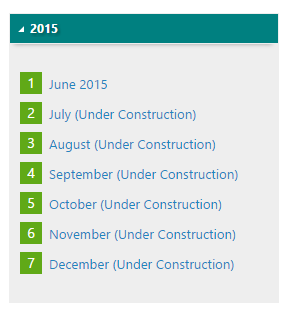 2015
1 June 2015
2 July (Under Construction)
3 August (Under Construction)
4 September (Under Construction)
5 October (Under Construction)
6 November (Under Construction)
7 December (Under Construction)